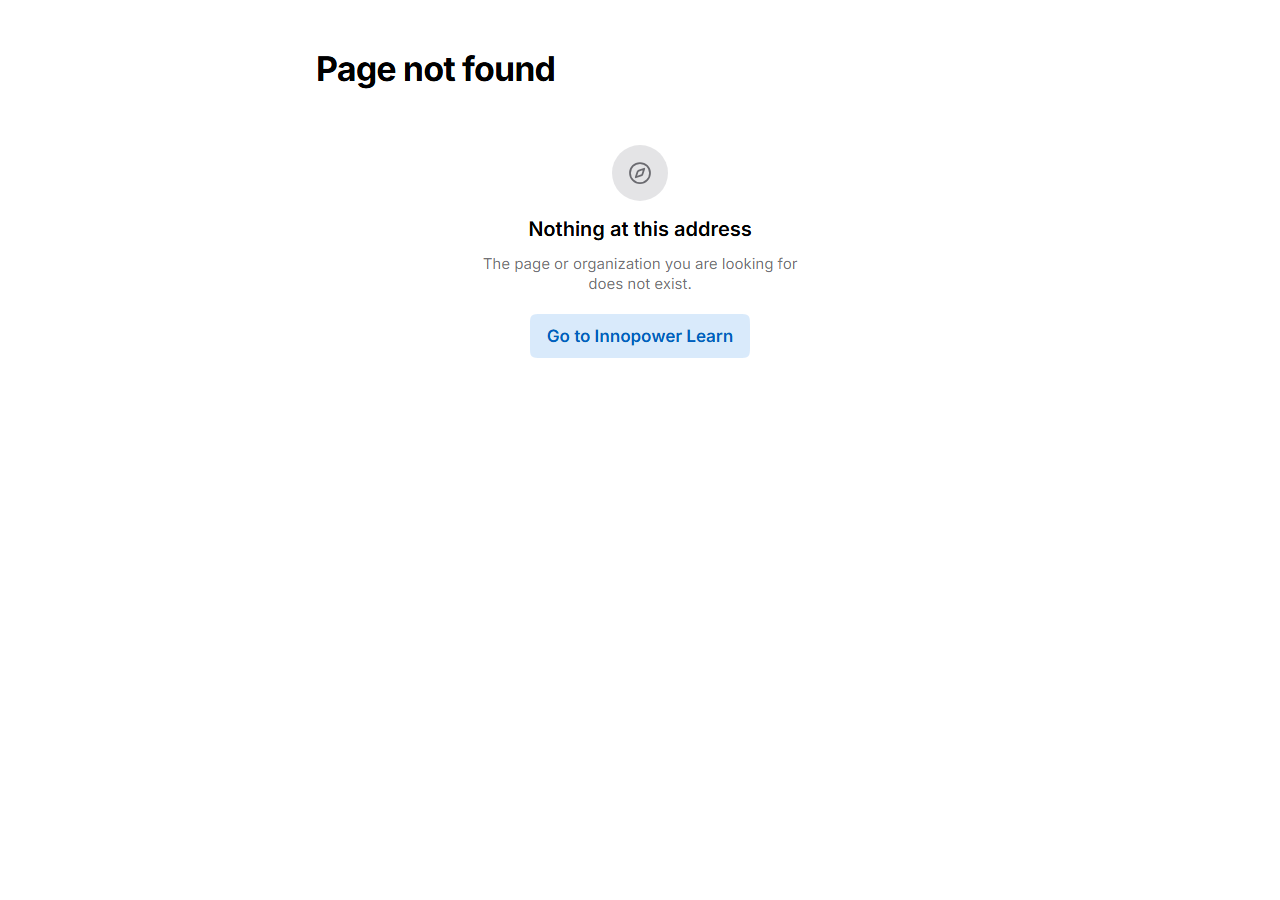 Page not found
Nothing at this address
The page or organization you are looking for
does not exist.
Go to Innopower Learn